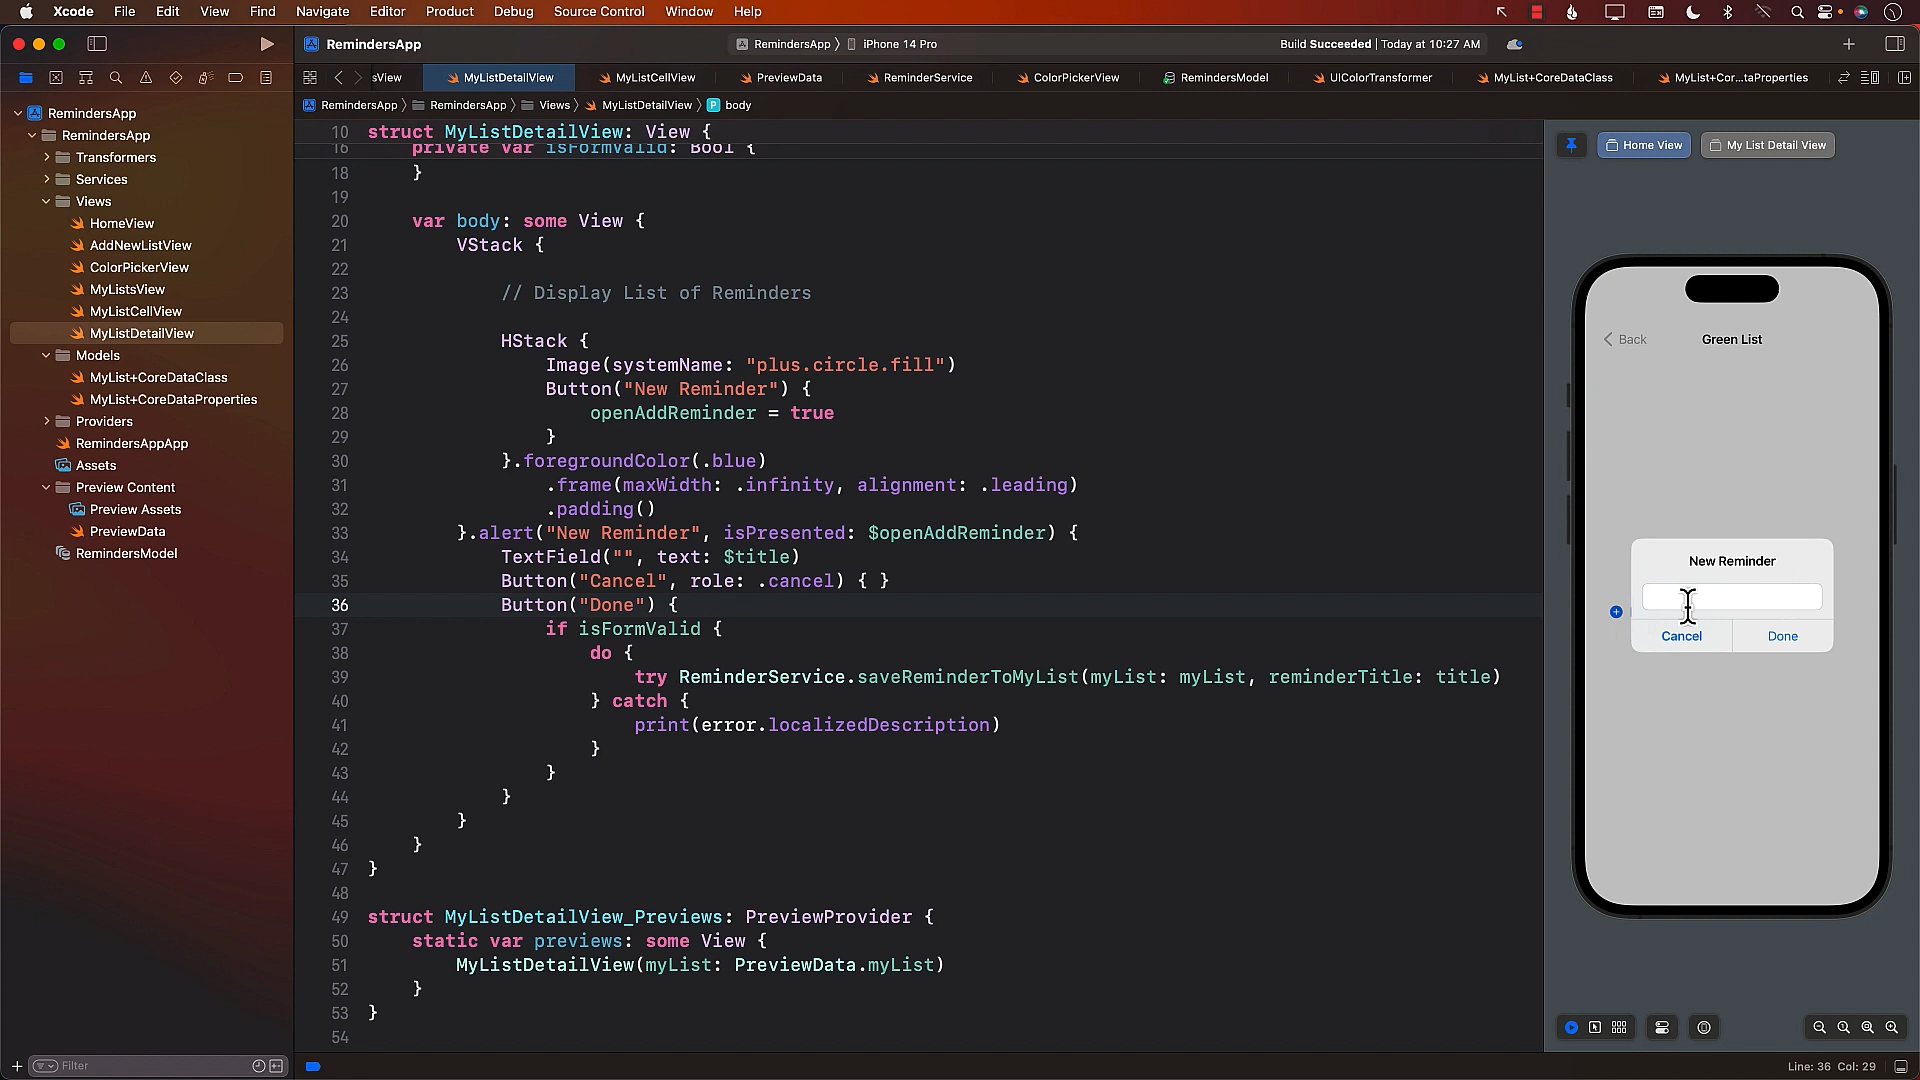 Xcode File Edit View Find Navigate Editor Product Debug Source Control Window Help
RemindersApp
RemindersApp 〉 iPhone 14 Pro
Build Succeeded | Today at 10:27 AM
sView MyListDetailView MyListCellView PreviewData ReminderService ColorPickerView RemindersModel UIColorTransformer MyList+CoreDataClass MyList+Cor...taProperties
RemindersApp 〉 RemindersApp 〉 Views 〉 MyListDetailView 〉 P body
RemindersApp
RemindersApp
Transformers
Services
Views
HomeView
AddNewListView
ColorPickerView
MyListsView
MyListCellView
MyListDetailView
Models
MyList+CoreDataClass
MyList+CoreDataProperties
Providers
RemindersAppApp
Assets
Preview Content
Preview Assets
PreviewData
RemindersModel
Filter
10 struct MyListDetailView: View {
16 private var isFormValid: Bool {
18 }
19
20 var body: some View {
21 VStack {
22
23 // Display List of Reminders
24
25 HStack {
26 Image(systemName: "plus.circle.fill")
27 Button("New Reminder") {
28 openAddReminder = true
29 }
30 }.foregroundColor(.blue)
31 .frame(maxWidth: .infinity, alignment: .leading)
32 .padding()
33 }.alert("New Reminder", isPresented: $openAddReminder) {
34 TextField("", text: $title)
35 Button("Cancel", role: .cancel) { }
36 Button("Done") {
37 if isFormValid {
38 do {
39 try ReminderService.saveReminderToMyList(myList: myList, reminderTitle: title)
40 } catch {
41 print(error.localizedDescription)
42 }
43 }
44 }
45 }
46 }
47 }
48
49 struct MyListDetailView_Previews: PreviewProvider {
50 static var previews: some View {
51 MyListDetailView(myList: PreviewData.myList)
52 }
53 }
54
Home View My List Detail View
Back Green List
New Reminder
Cancel Done
Line: 36 Col: 29